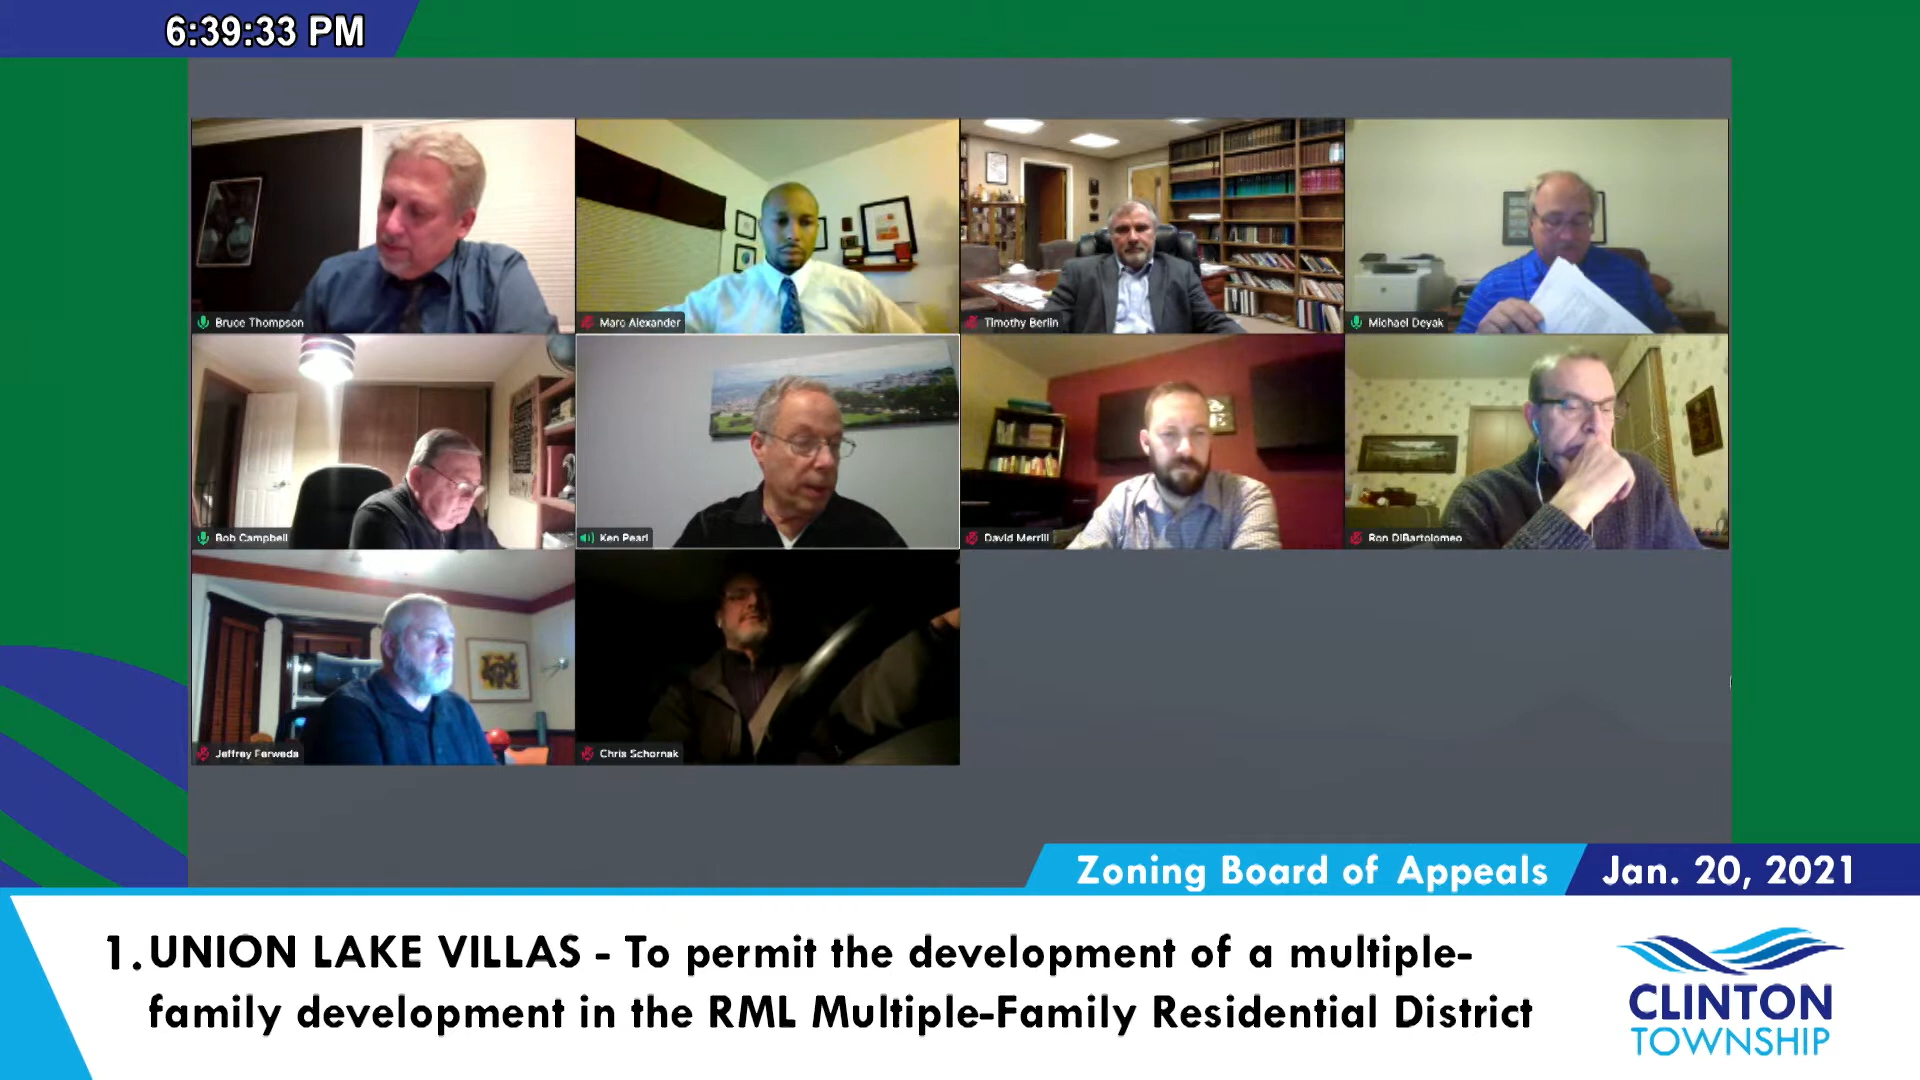 6:39:33 PM
Bruce Thompson
Marc Alexander
Timothy Berlin
Michael Deyak
Bob Campbell
Ken Pearl
David Merrill
Ron DiBartolomeo
Jeffrey Ferweda
Chris Schornak
Zoning Board of Appeals
Jan. 20, 2021
1. UNION LAKE VILLAS - To permit the development of a multiple-
family development in the RML Multiple-Family Residential District
CLINTON
TOWNSHIP